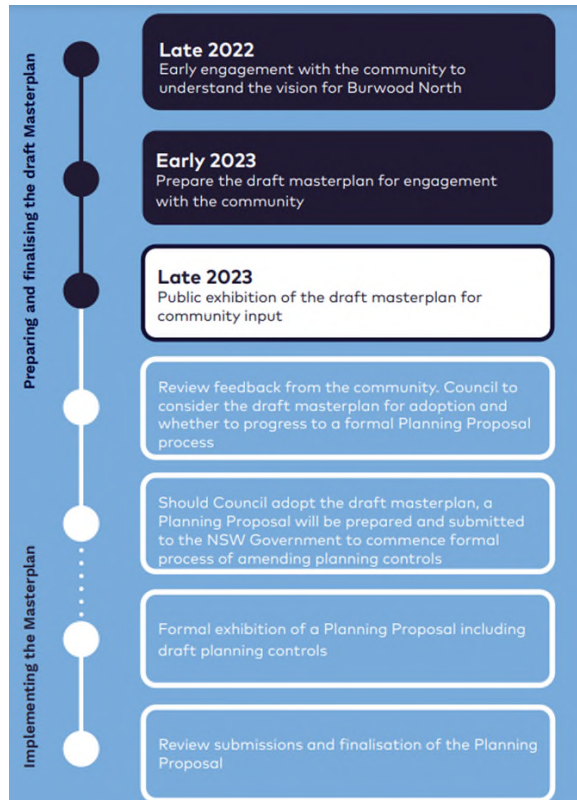 Preparing and finalising the draft Masterplan
Late 2022
Early engagement with the community to
understand the vision for Burwood North
Early 2023
Prepare the draft masterplan for engagement
with the community
Late 2023
Public exhibition of the draft masterplan for
community input
Review feedback from the community. Council to
consider the draft masterplan for adoption and
whether to progress to a formal Planning Proposal
process
Implementing the Masterplan
Should Council adopt the draft masterplan, a
Planning Proposal will be prepared and submitted
to the NSW Government to commence formal
process of amending planning controls
Formal exhibition of a Planning Proposal including
draft planning controls
Review submissions and finalisation of the Planning
Proposal